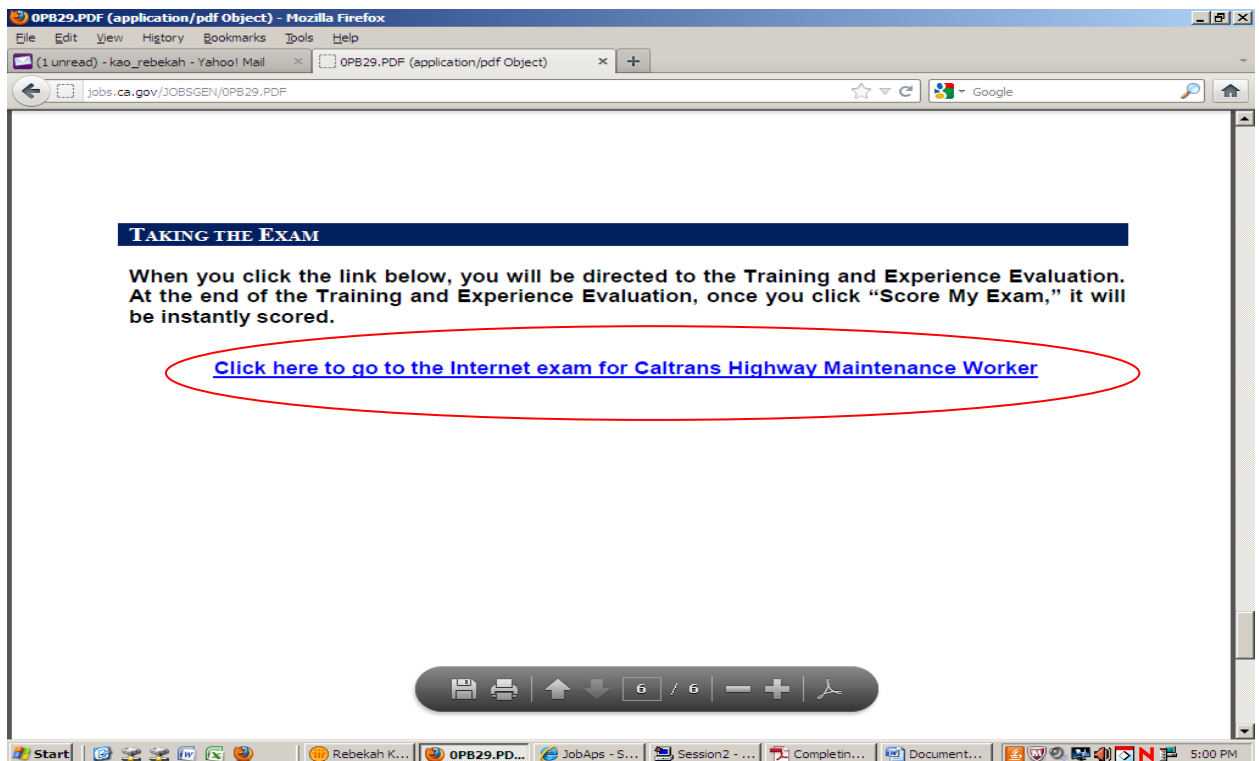 0PB29.PDF (application/pdf Object) - Mozilla Firefox
File Edit View History Bookmarks Tools Help
(1 unread) - kao_rebekah - Yahoo! Mail × 0PB29.PDF (application/pdf Object) × +
jobs.ca.gov/JOBSGEN/0PB29.PDF Google
TAKING THE EXAM
When you click the link below, you will be directed to the Training and Experience Evaluation.
At the end of the Training and Experience Evaluation, once you click “Score My Exam,” it will
be instantly scored.
Click here to go to the Internet exam for Caltrans Highway Maintenance Worker
6 / 6
Start Rebekah K... 0PB29.PD... JobAps - S... Session2 - ... Completin... Document... N 5:00 PM